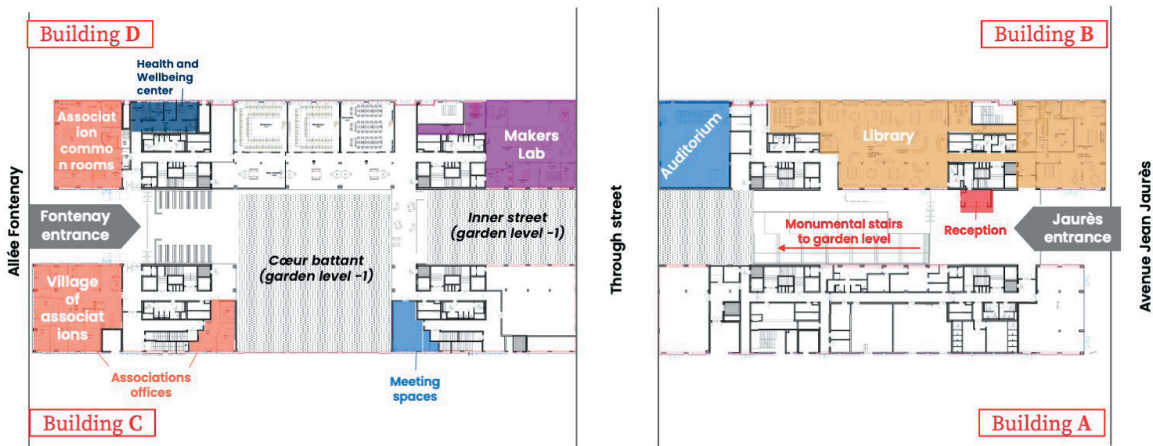 Building D
Building B
Health and
Wellbeing
center
Associat
ion
commo
n rooms
Makers
Lab
Auditorium
Library
Allée Fontenay
Fontenay
entrance
Inner street
(garden level -1)
Through street
Monumental stairs
to garden level
Reception
Jaurès
entrance
Avenue Jean Jaurès
Cœur battant
(garden level -1)
Village
of
associat
ions
Associations
offices
Meeting
spaces
Building C
Building A